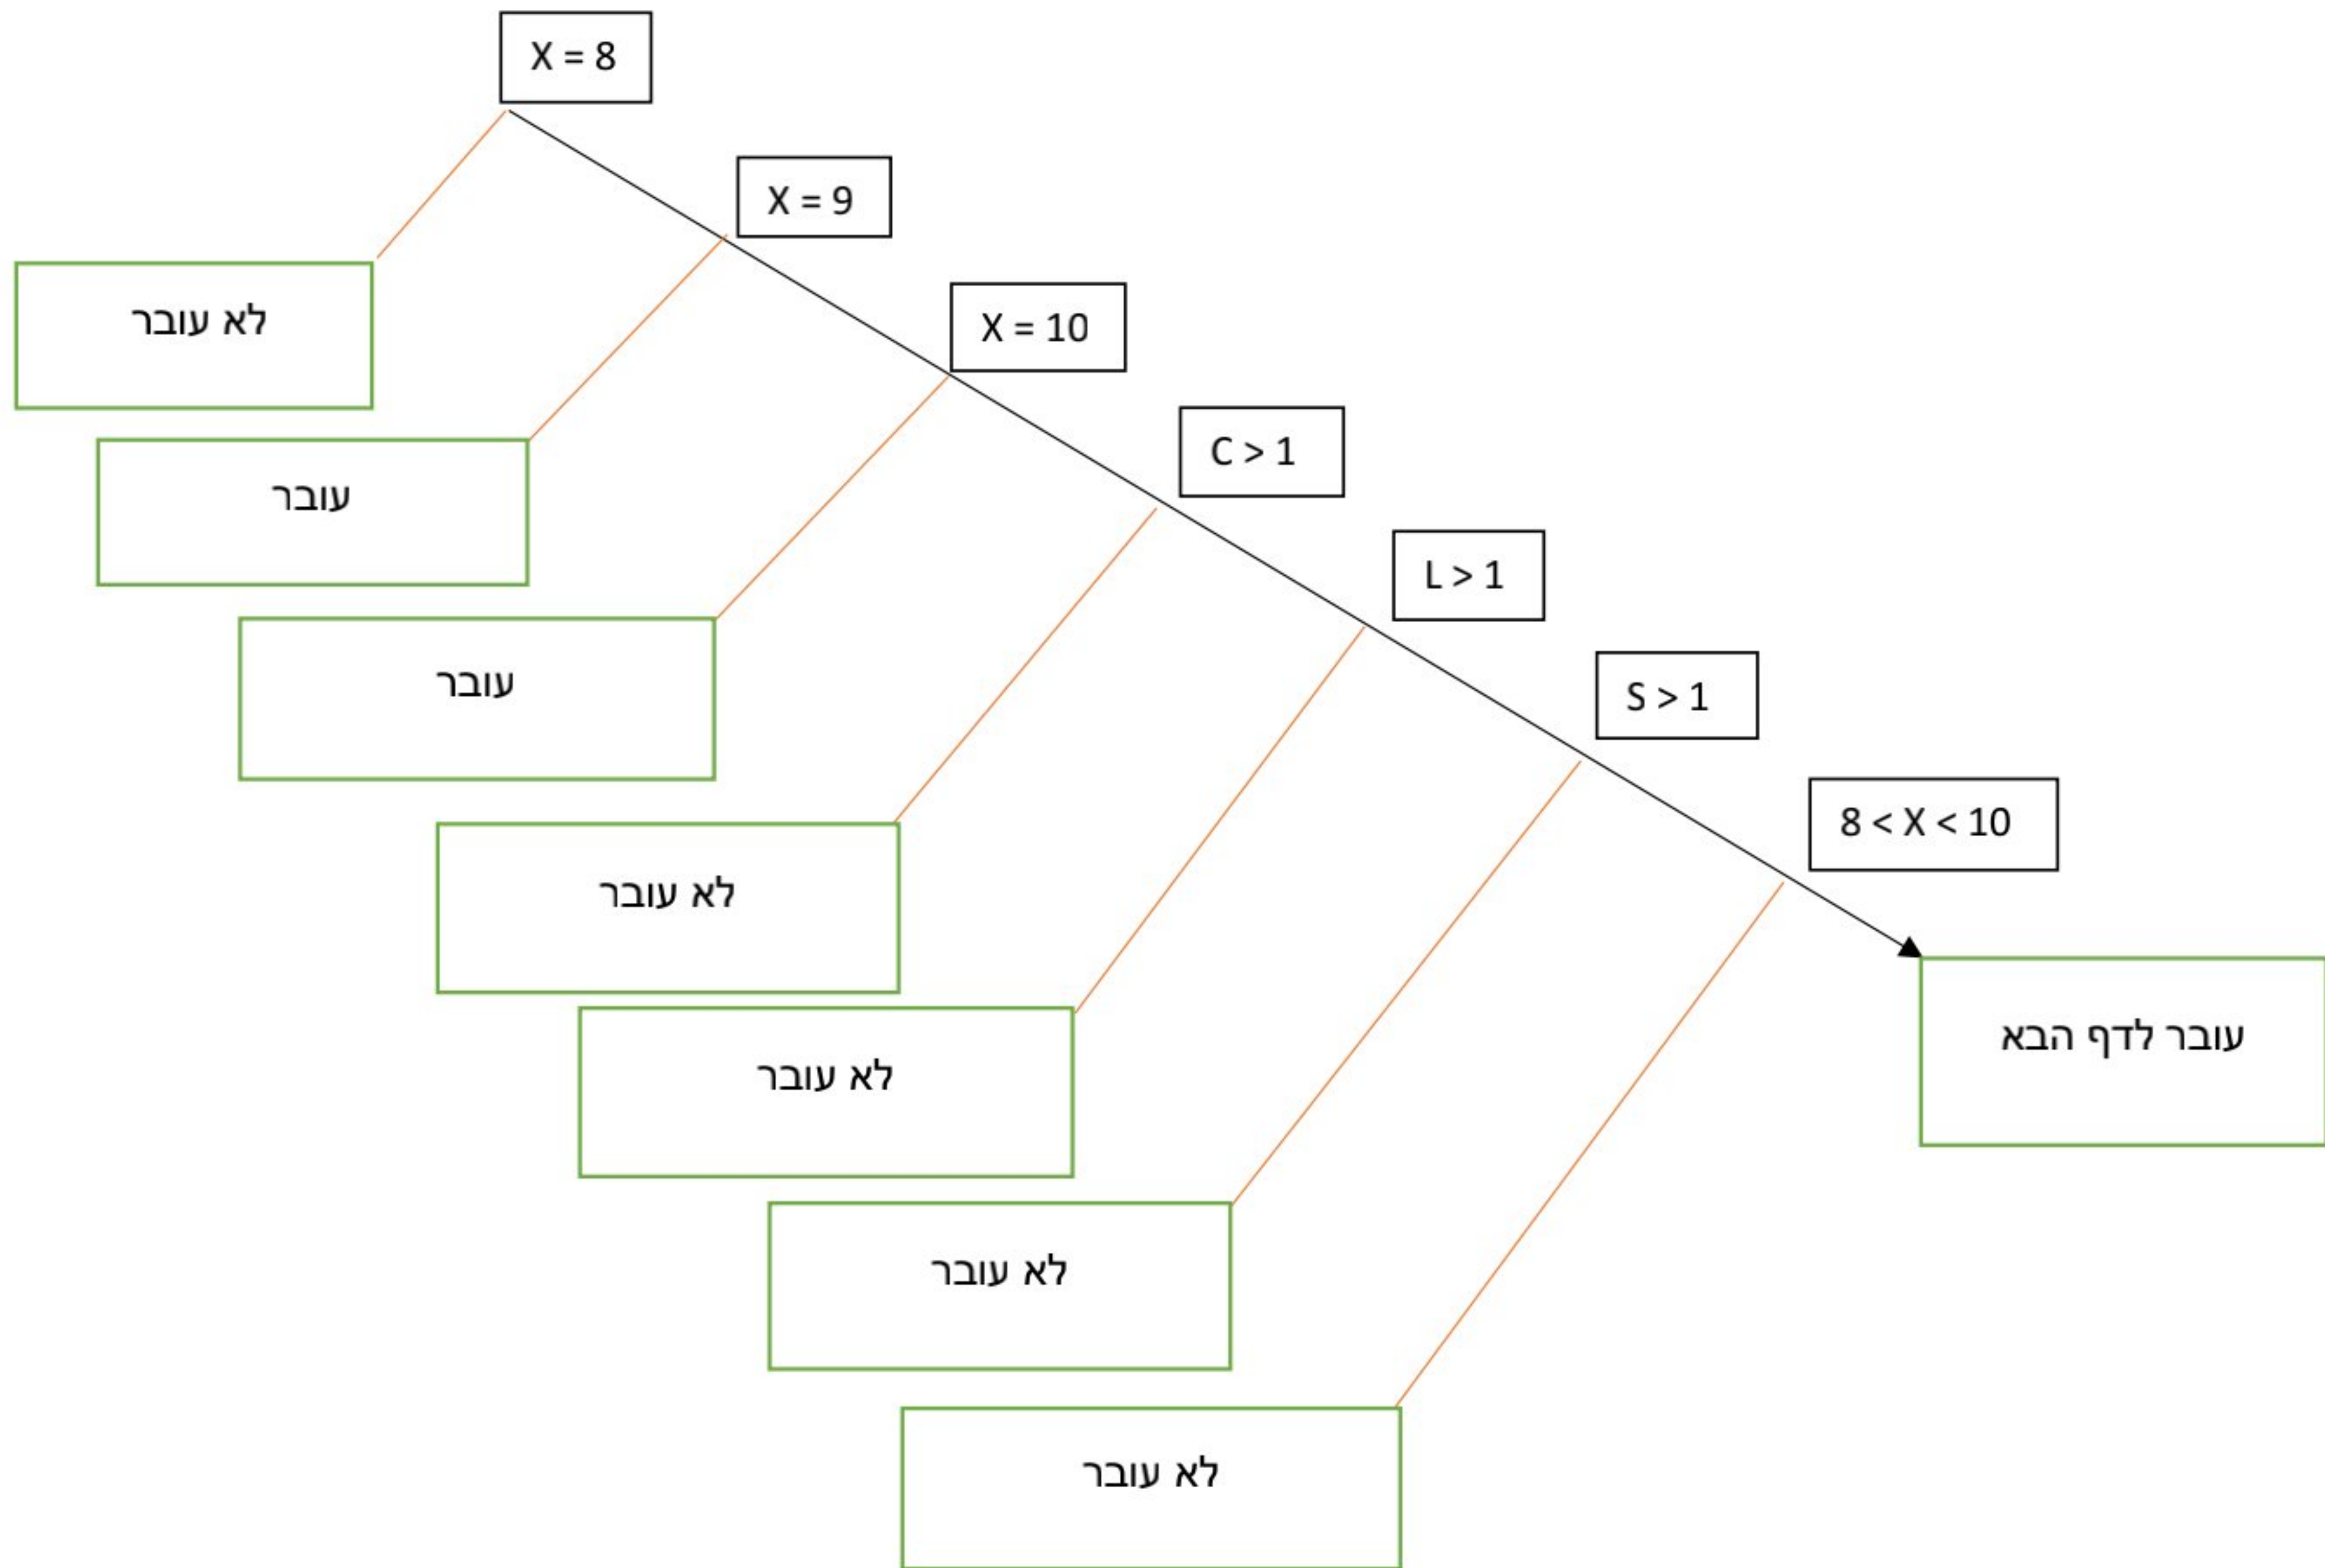 X = 8
X = 9
לא עובר
X = 10
עובר
C > 1
L > 1
עובר
S > 1
8 < X < 10
לא עובר
עובר לדף הבא
לא עובר
לא עובר
לא עובר